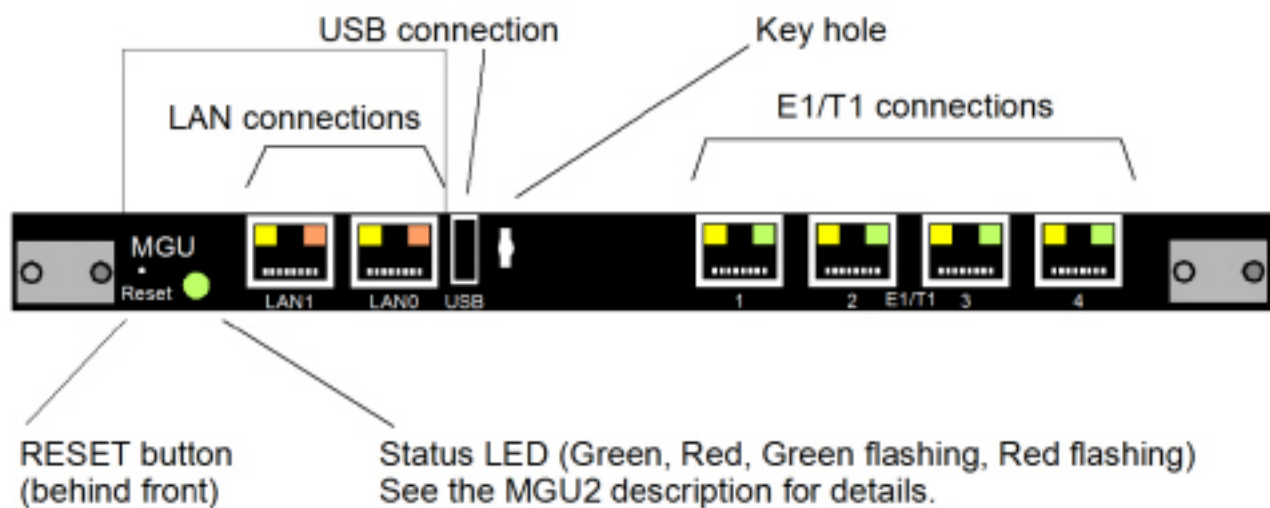 USB connection
Key hole
LAN connections
E1/T1 connections
MGU
Reset
LAN1
LAN0
USB
1
2
E1/T1
3
4
RESET button
(behind front)
Status LED (Green, Red, Green flashing, Red flashing)
See the MGU2 description for details.